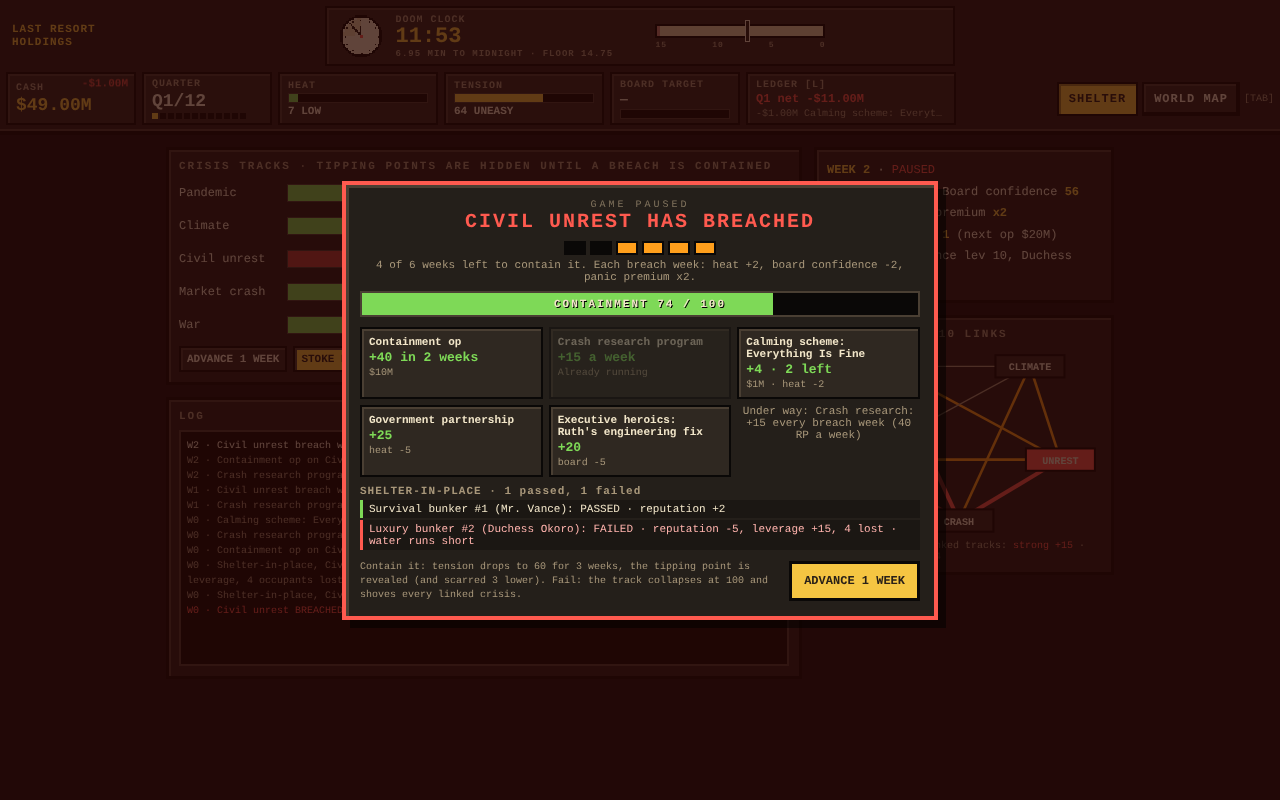 LAST RESORT
HOLDINGS
DOOM CLOCK
11:53
6.95 MIN TO MIDNIGHT · FLOOR 14.75
15 10 5 0
CASH -$1.00M
$49.00M
QUARTER
Q1/12
HEAT
7 LOW
TENSION
64 UNEASY
BOARD TARGET
—
LEDGER [L]
Q1 net -$11.00M
-$1.00M Calming scheme: Everyt…
SHELTER
WORLD MAP
[TAB]
CRISIS TRACKS · TIPPING POINTS ARE HIDDEN UNTIL A BREACH IS CONTAINED
Pandemic
Climate
Civil unrest
Market crash
War
ADVANCE 1 WEEK
STOKE
LOG
W2 · Civil unrest breach w
W2 · Containment op on Civ
W2 · Crash research progra
W1 · Civil unrest breach w
W1 · Crash research progra
W0 · Calming scheme: Every
W0 · Crash research progra
W0 · Containment op on Civ
W0 · Shelter-in-place, Civ
leverage, 4 occupants lost
W0 · Shelter-in-place, Civ
W0 · Civil unrest BREACHED
WEEK 2 · PAUSED
Board confidence 56
premium x2
1 (next op $20M)
lev 10, Duchess
10 LINKS
CLIMATE
UNREST
CRASH
ked tracks: strong +15 ·
GAME PAUSED
CIVIL UNREST HAS BREACHED
4 of 6 weeks left to contain it. Each breach week: heat +2, board confidence -2,
panic premium x2.
CONTAINMENT 74 / 100
Containment op
+40 in 2 weeks
$10M
Crash research program
+15 a week
Already running
Calming scheme:
Everything Is Fine
+4 · 2 left
$1M · heat -2
Government partnership
+25
heat -5
Executive heroics:
Ruth's engineering fix
+20
board -5
Under way: Crash research:
+15 every breach week (40
RP a week)
SHELTER-IN-PLACE · 1 passed, 1 failed
Survival bunker #1 (Mr. Vance): PASSED · reputation +2
Luxury bunker #2 (Duchess Okoro): FAILED · reputation -5, leverage +15, 4 lost ·
water runs short
Contain it: tension drops to 60 for 3 weeks, the tipping point is
revealed (and scarred 3 lower). Fail: the track collapses at 100 and
shoves every linked crisis.
ADVANCE 1 WEEK